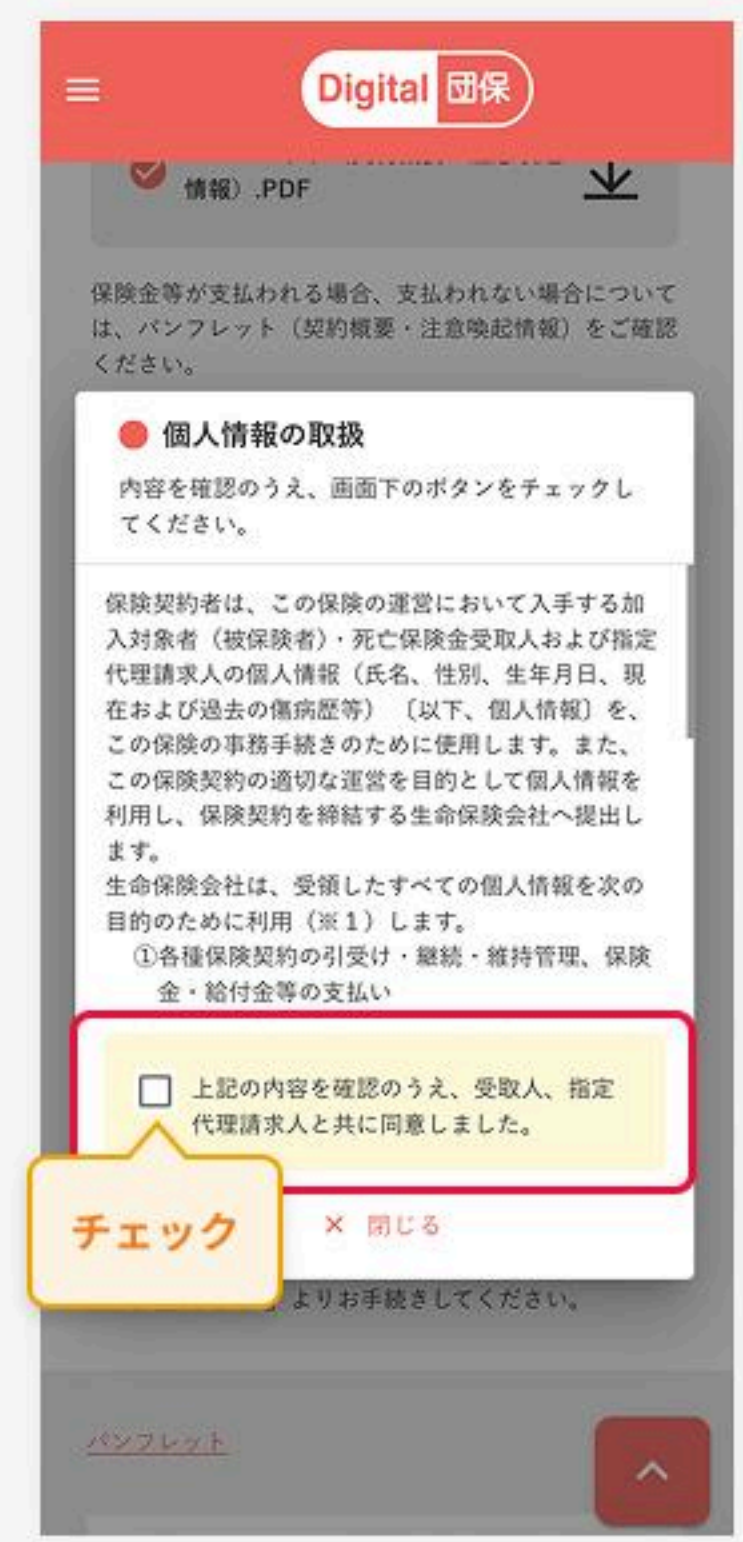 Digital 団保
情報）.PDF
保険金等が支払われる場合、支払われない場合について
は、パンフレット（契約概要・注意喚起情報）をご確認
ください。
個人情報の取扱
内容を確認のうえ、画面下のボタンをチェックし
てください。
保険契約者は、この保険の運営において入手する加
入対象者（被保険者）・死亡保険金受取人および指定
代理請求人の個人情報（氏名、性別、生年月日、現
在および過去の傷病歴等）〔以下、個人情報〕を、
この保険の事務手続きのために使用します。また、
この保険契約の適切な運営を目的として個人情報を
利用し、保険契約を締結する生命保険会社へ提出し
ます。
生命保険会社は、受領したすべての個人情報を次の
目的のために利用（※１）します。
①各種保険契約の引受け・継続・維持管理、保険
金・給付金等の支払い
上記の内容を確認のうえ、受取人、指定
代理請求人と共に同意しました。
チェック
× 閉じる
よりお手続きしてください。
パンフレット